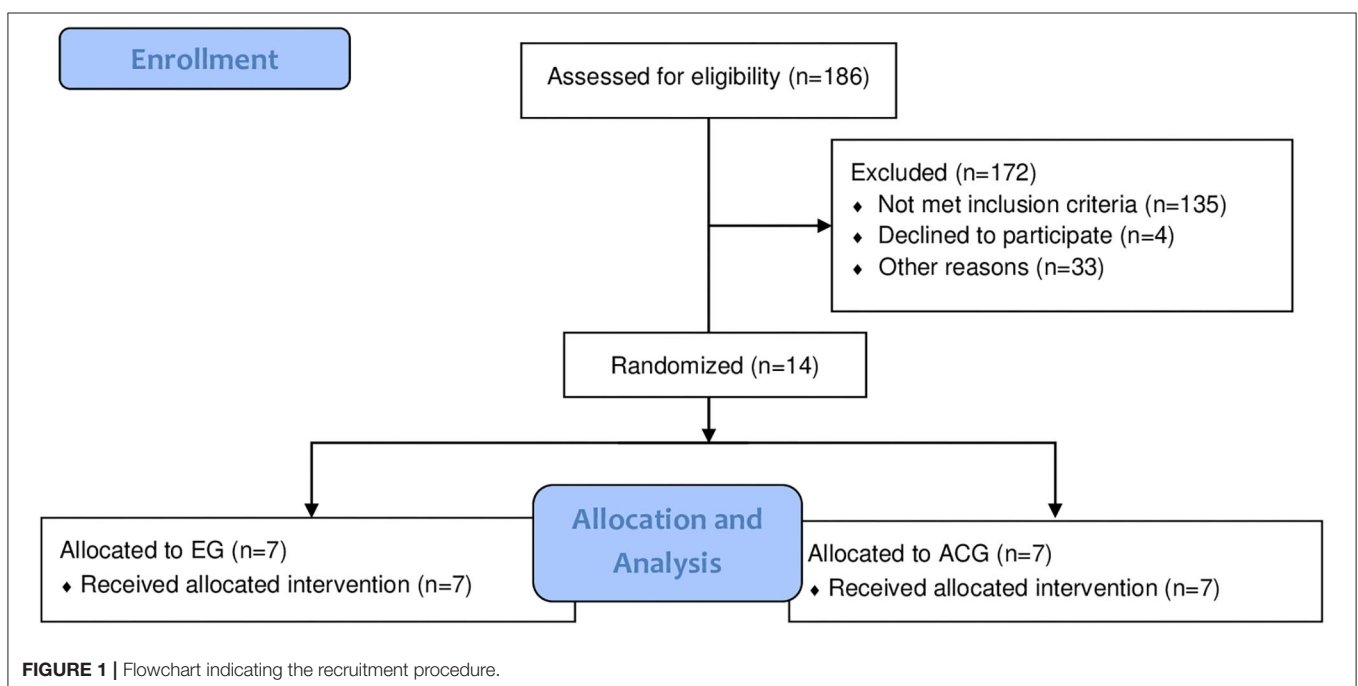 Enrollment
Assessed for eligibility (n=186)
Excluded (n=172)
♦ Not met inclusion criteria (n=135)
♦ Declined to participate (n=4)
♦ Other reasons (n=33)
Randomized (n=14)
Allocation and
Analysis
Allocated to EG (n=7)
♦ Received allocated intervention (n=7)
Allocated to ACG (n=7)
♦ Received allocated intervention (n=7)
FIGURE 1 | Flowchart indicating the recruitment procedure.